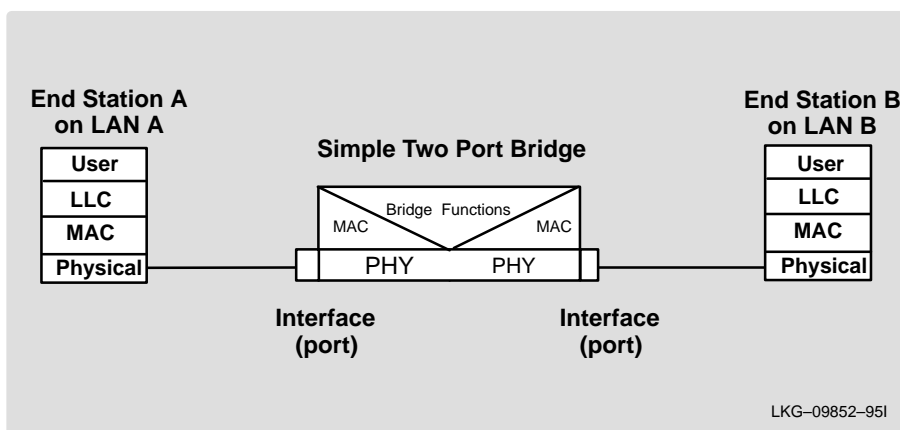 End Station A
on LAN A
User
LLC
MAC
Physical
Simple Two Port Bridge
Bridge Functions
MAC
MAC
PHY
PHY
Interface
(port)
Interface
(port)
End Station B
on LAN B
User
LLC
MAC
Physical
LKG–09852–95I